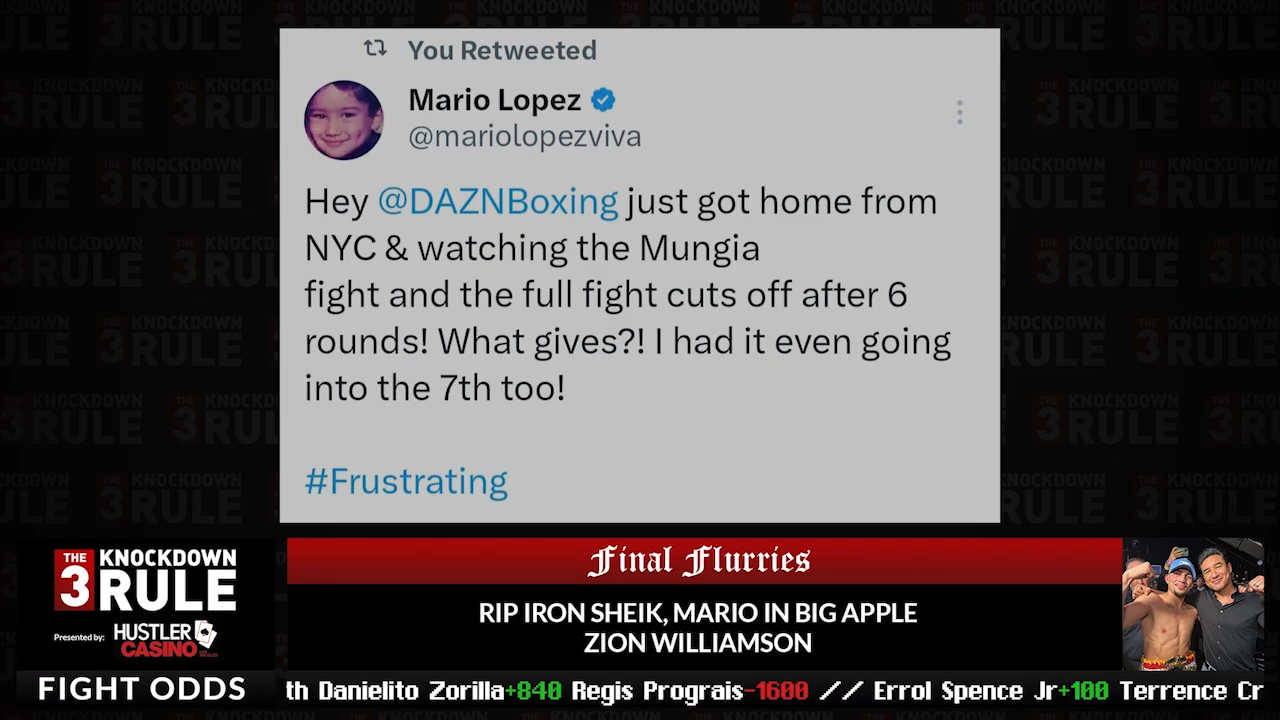 You Retweeted
Mario Lopez
@mariolopezviva
Hey @DAZNBoxing just got home from
NYC & watching the Mungia
fight and the full fight cuts off after 6
rounds! What gives?! I had it even going
into the 7th too!
#Frustrating
THE 3 KNOCKDOWN RULE
Presented by: HUSTLER CASINO LOS ANGELES
Final Flurries
RIP IRON SHEIK, MARIO IN BIG APPLE
ZION WILLIAMSON
FIGHT ODDS
th Danielito Zorilla+840 Regis Prograis-1600 // Errol Spence Jr+100 Terrence Cr